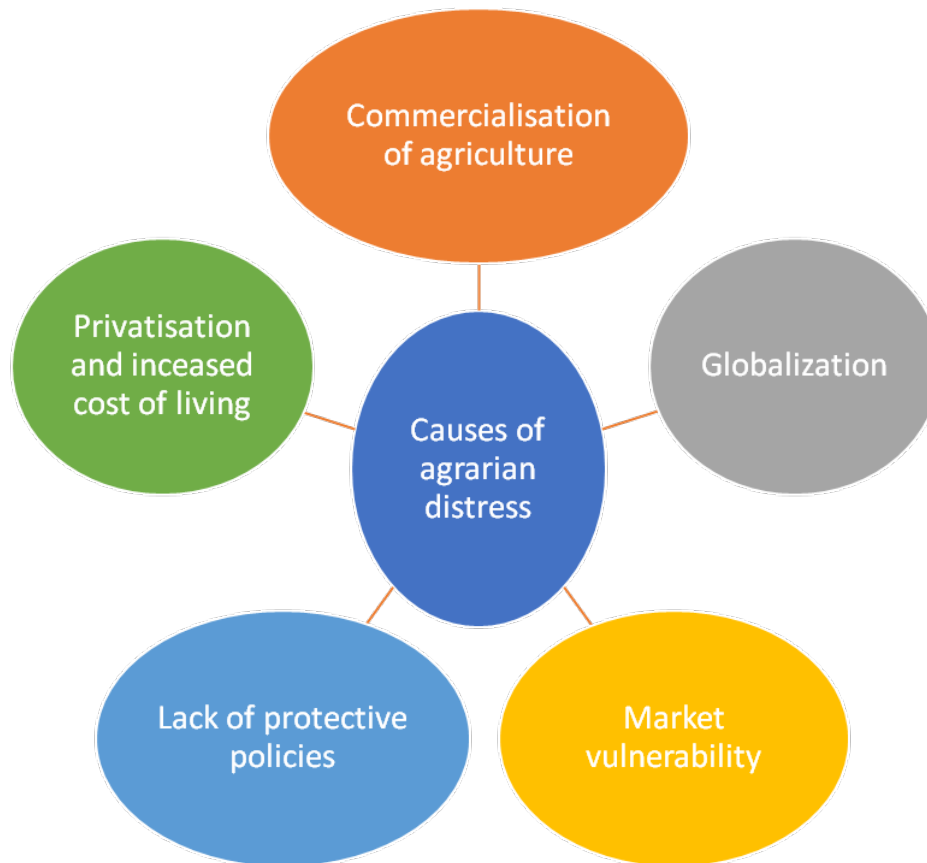 Commercialisation
of agriculture
Privatisation
and inceased
cost of living
Globalization
Causes of
agrarian
distress
Lack of protective
policies
Market
vulnerability